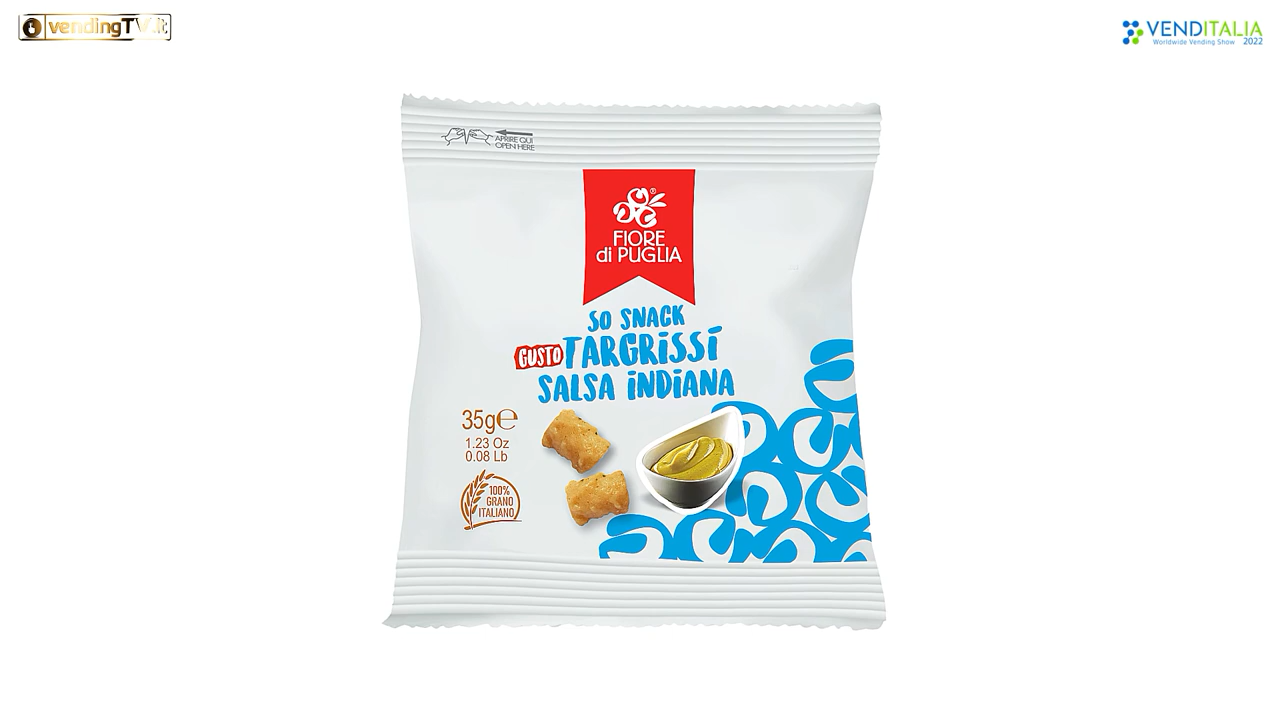 vendingTV.it
VENDITALIA
Worldwide Vending Show 2022
APRIRE QUI
OPEN HERE
®
FIORE
di PUGLIA
SO SNACK
GUSTO TARGRISSÍ
SALSA INDIANA
35g℮
1.23 Oz
0.08 Lb
100%
GRANO
ITALIANO